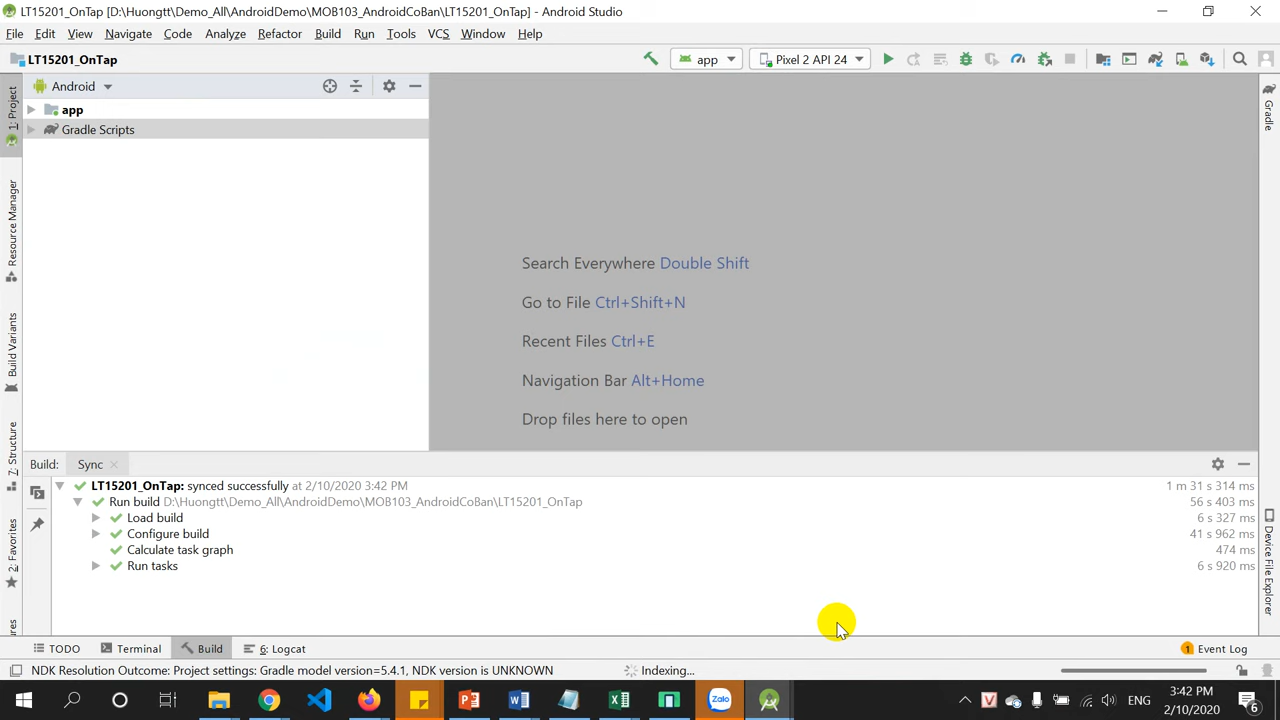 LT15201_OnTap [D:\Huongtt\Demo_All\AndroidDemo\MOB103_AndroidCoBan\LT15201_OnTap] - Android Studio
File Edit View Navigate Code Analyze Refactor Build Run Tools VCS Window Help
LT15201_OnTap app Pixel 2 API 24
Android
1: Project
app
Gradle Scripts
Gradle
Resource Manager
Search Everywhere Double Shift
Go to File Ctrl+Shift+N
Recent Files Ctrl+E
Navigation Bar Alt+Home
Drop files here to open
Build Variants
7: Structure
2: Favorites
Build: Sync
LT15201_OnTap: synced successfully at 2/10/2020 3:42 PM 1 m 31 s 314 ms
Run build D:\Huongtt\Demo_All\AndroidDemo\MOB103_AndroidCoBan\LT15201_OnTap 56 s 403 ms
Load build 6 s 327 ms
Configure build 41 s 962 ms
Calculate task graph 474 ms
Run tasks 6 s 920 ms
Device File Explorer
TODO Terminal Build 6: Logcat 1 Event Log
NDK Resolution Outcome: Project settings: Gradle model version=5.4.1, NDK version is UNKNOWN Indexing...
Zalo ENG 3:42 PM
2/10/2020 6